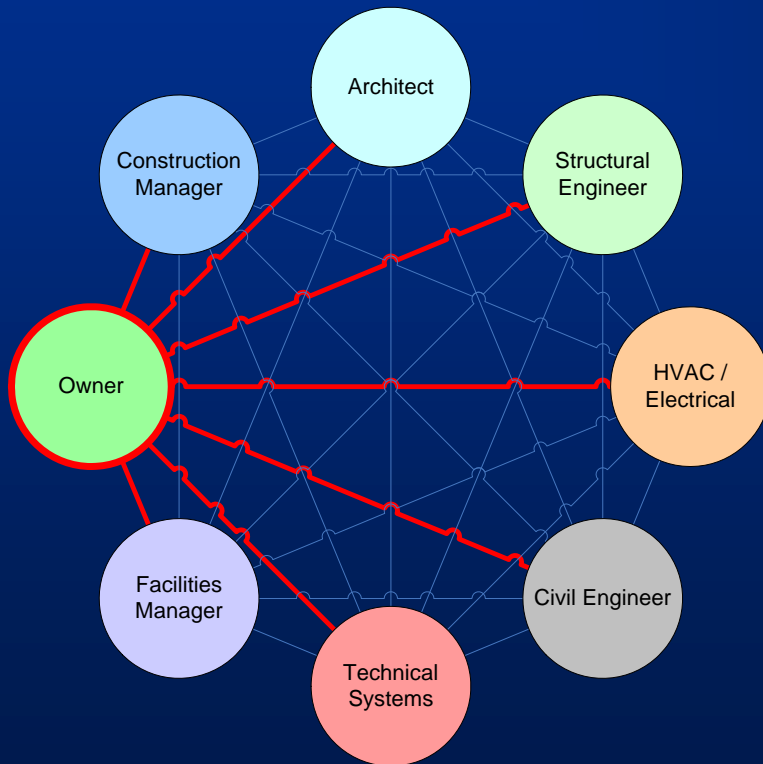 Architect
Construction
Manager
Structural
Engineer
Owner
HVAC /
Electrical
Facilities
Manager
Civil Engineer
Technical
Systems